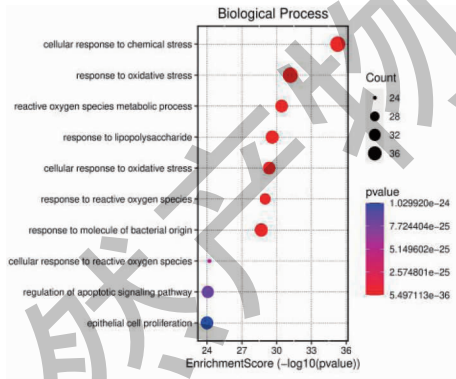 Biological Process
cellular response to chemical stress
response to oxidative stress
reactive oxygen species metabolic process
response to lipopolysaccharide
cellular response to oxidative stress
response to reactive oxygen species
response to molecule of bacterial origin
cellular response to reactive oxygen species
regulation of apoptotic signaling pathway
epithelial cell proliferation
24 27 30 33 36
EnrichmentScore (−log10(pvalue))
Count
24
28
32
36
pvalue
1.029920e−24
7.724404e−25
5.149602e−25
2.574801e−25
5.497113e−36
然产物